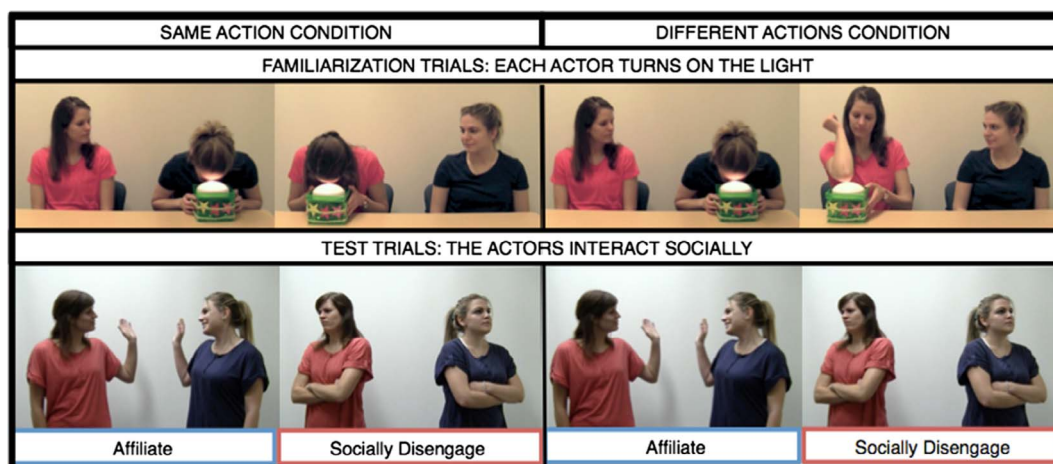 SAME ACTION CONDITION
DIFFERENT ACTIONS CONDITION
FAMILIARIZATION TRIALS: EACH ACTOR TURNS ON THE LIGHT
TEST TRIALS: THE ACTORS INTERACT SOCIALLY
Affiliate
Socially Disengage
Affiliate
Socially Disengage